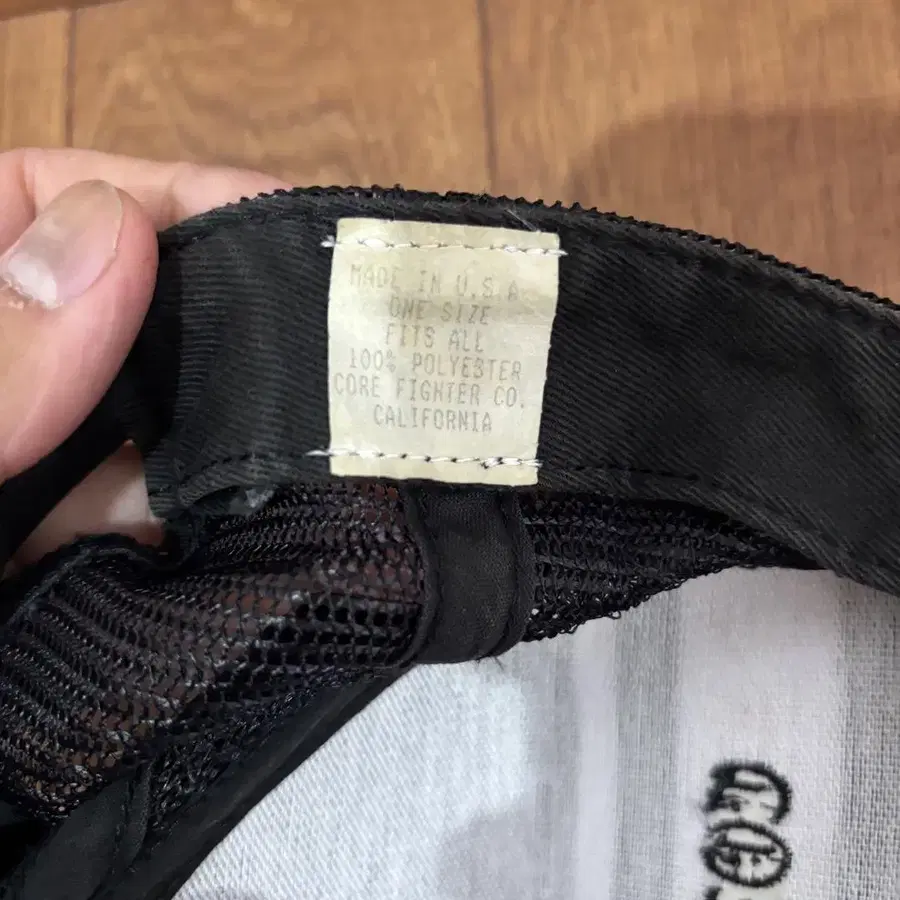 MADE IN U.S.A
ONE SIZE
FITS ALL
100% POLYESTER
CORE FIGHTER CO.
CALIFORNIA